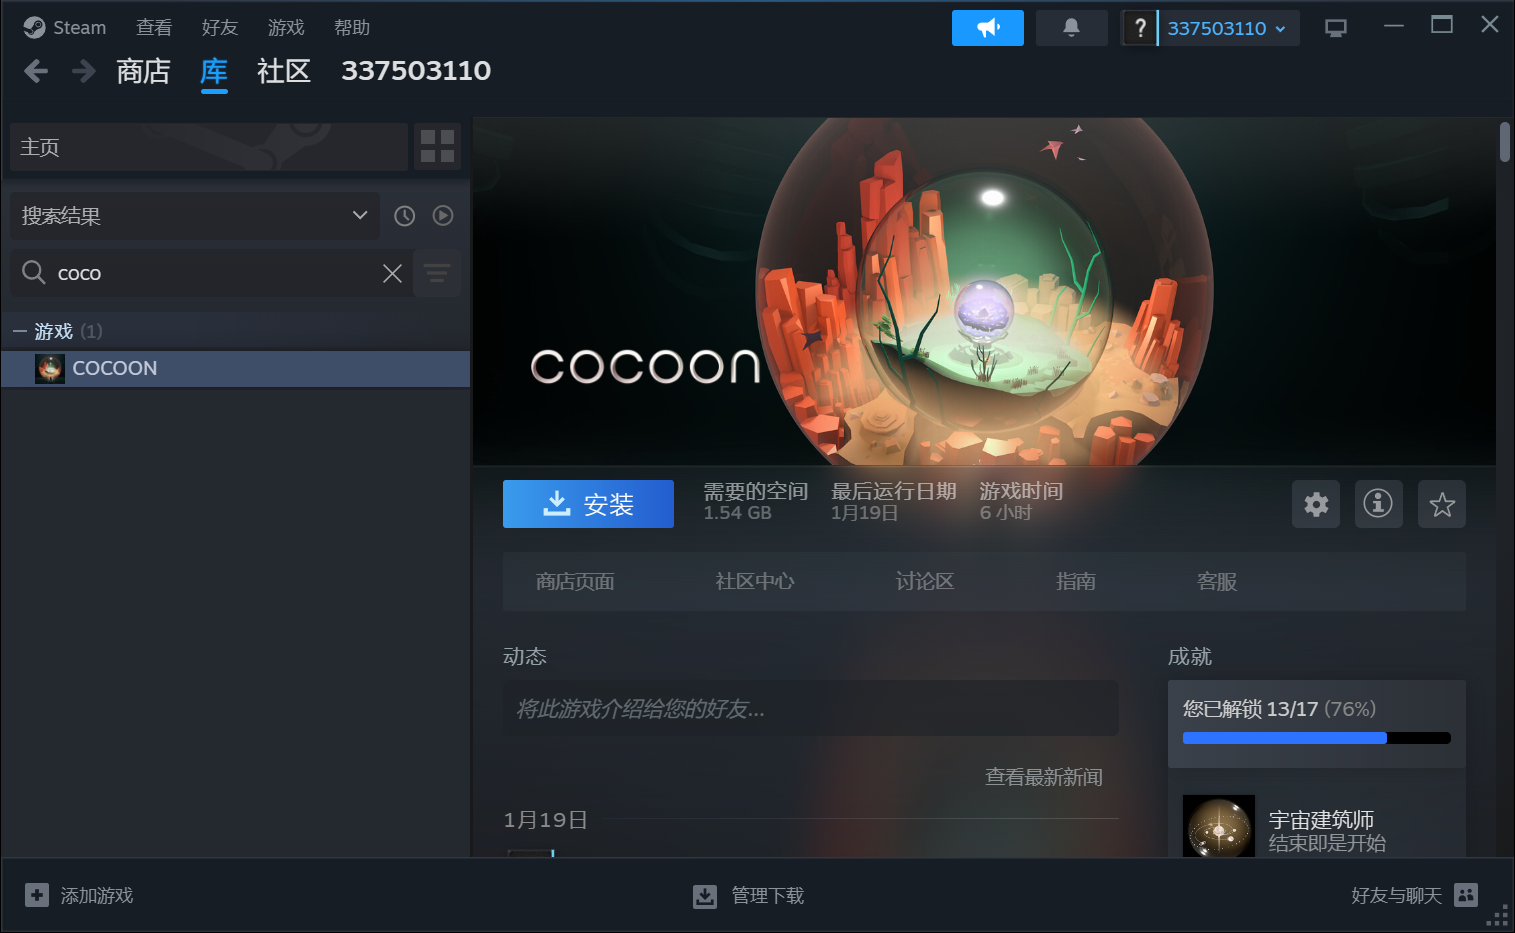 Steam 查看 好友 游戏 帮助
? 337503110
商店 库 社区 337503110
主页
搜索结果
coco
游戏 (1)
COCOON
COCOON
安装
需要的空间 最后运行日期 游戏时间
1.54 GB 1月19日 6 小时
商店页面 社区中心 讨论区 指南 客服
动态
将此游戏介绍给您的好友...
查看最新新闻
1月19日
成就
您已解锁 13/17 (76%)
宇宙建筑师
结束即是开始
添加游戏 管理下载 好友与聊天